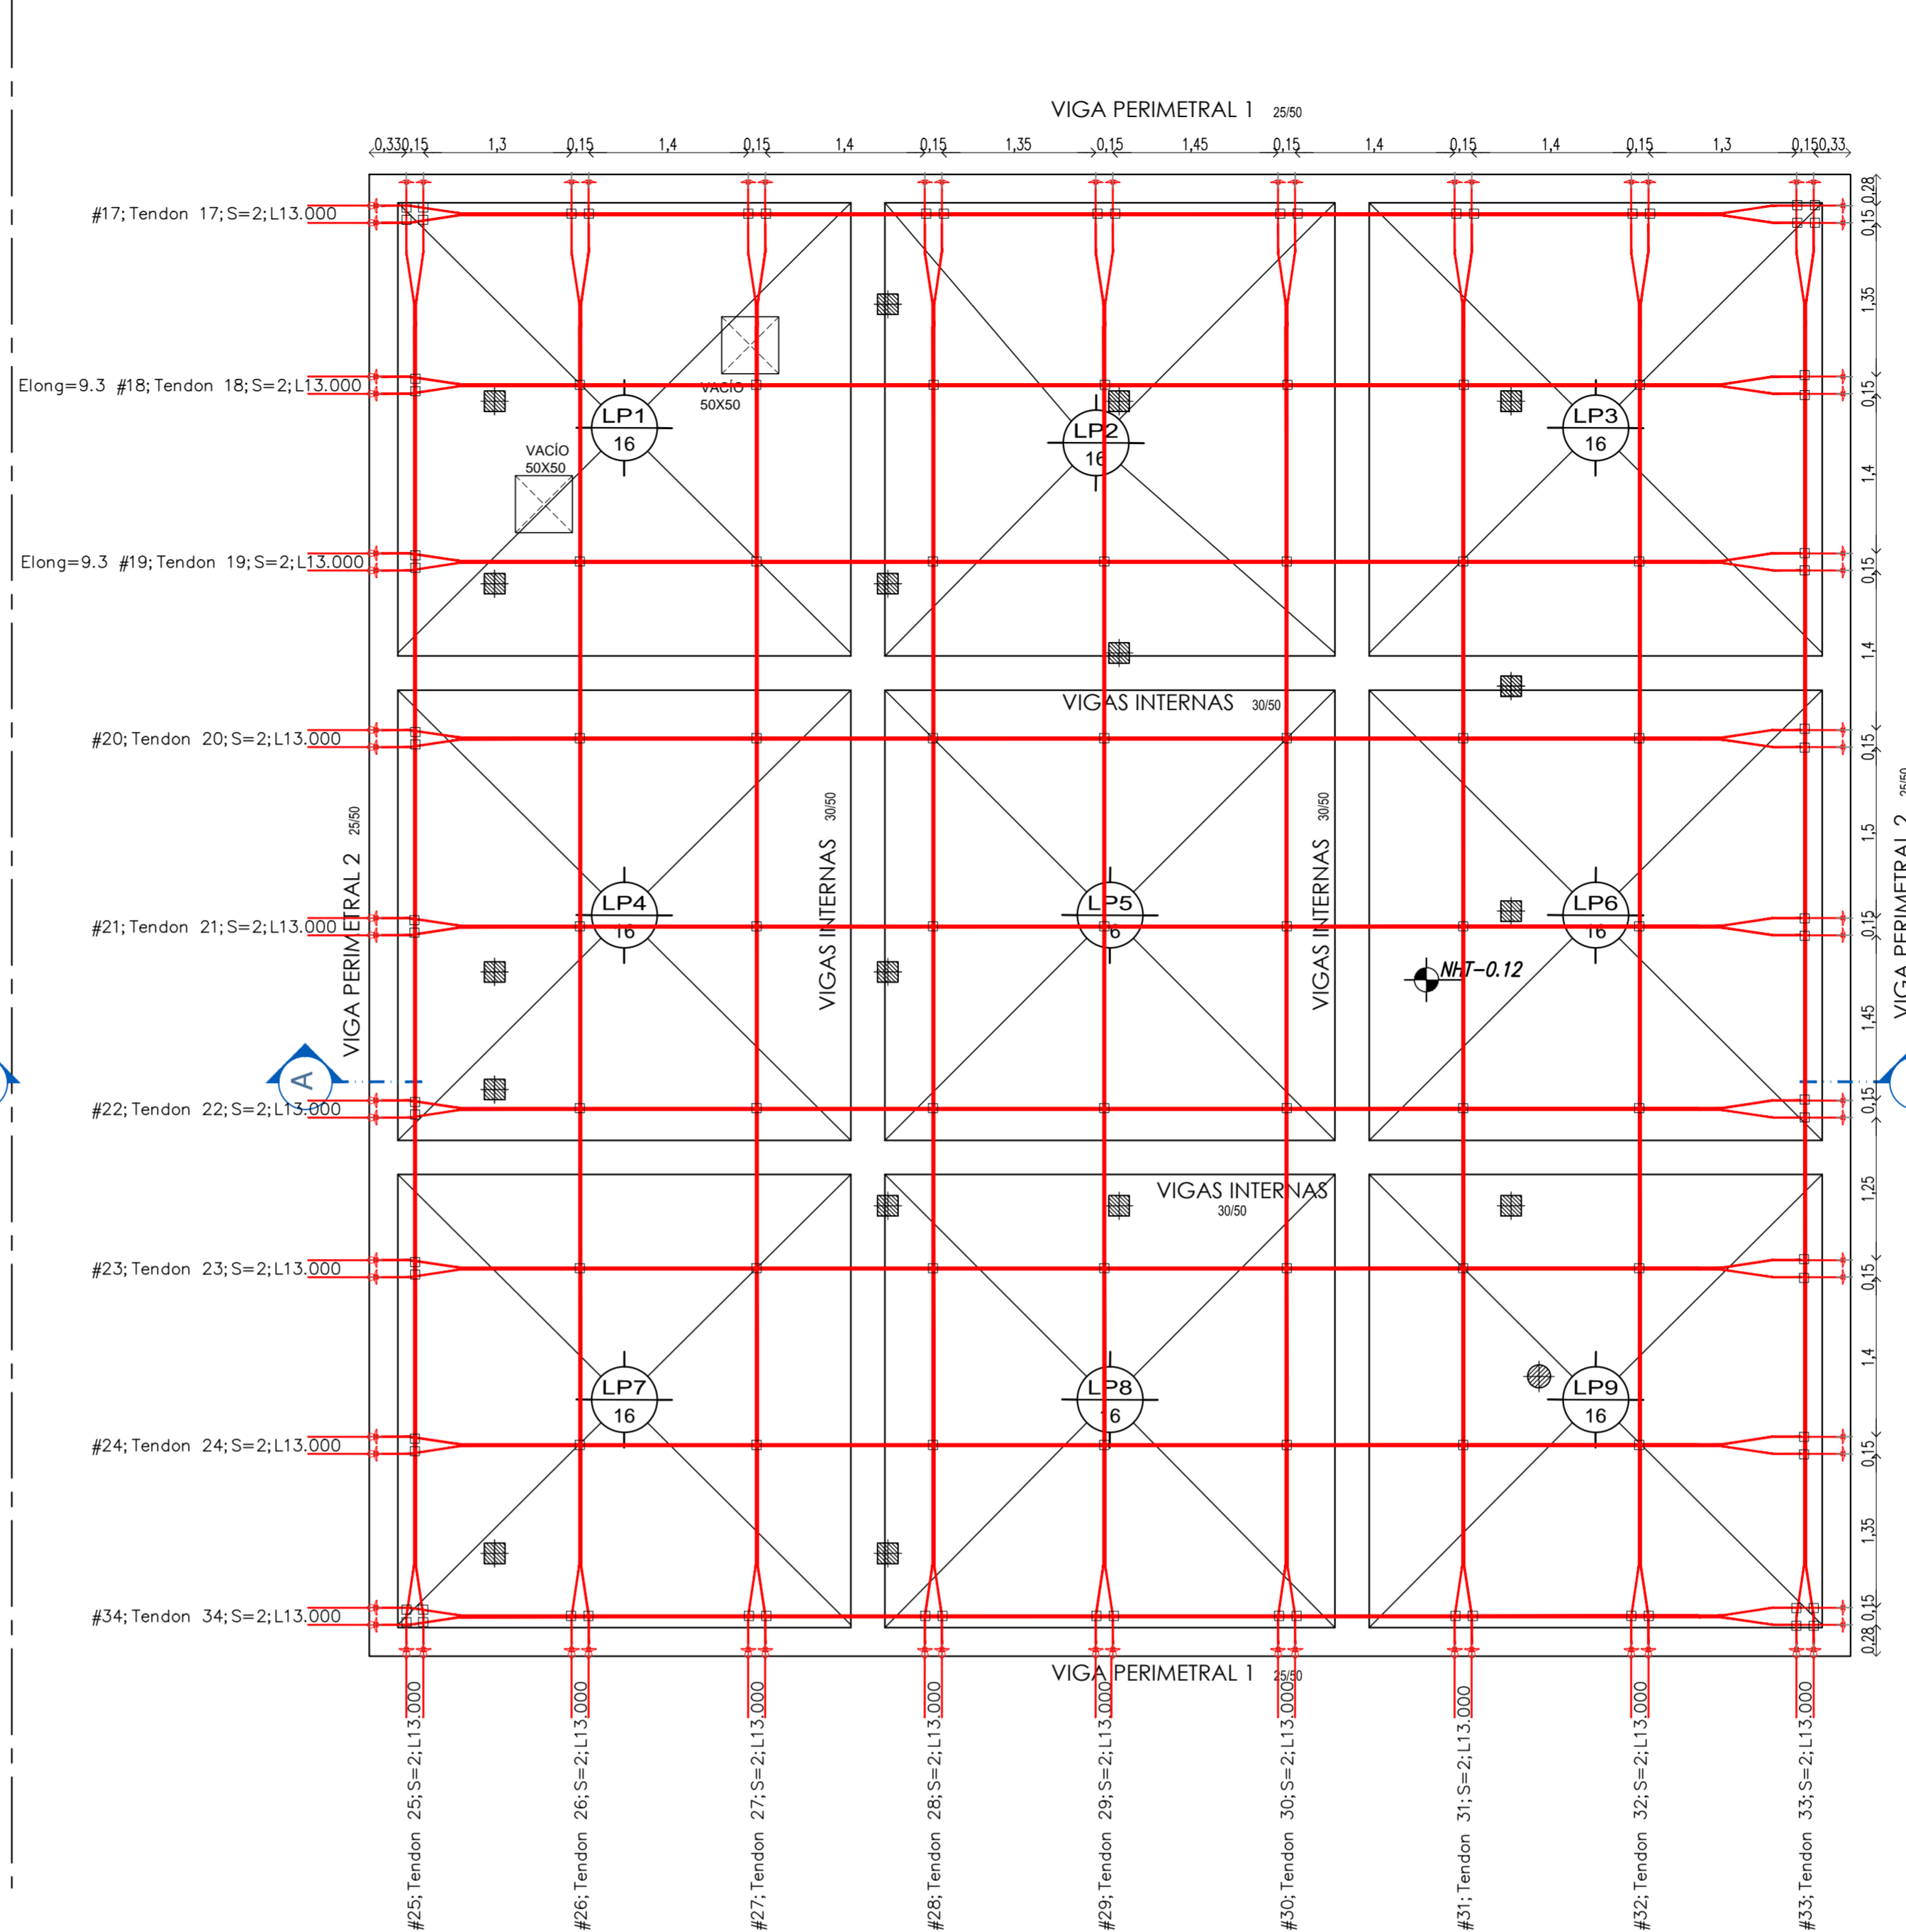 VIGA PERIMETRAL 1 25/50
0,33 0,15 1,3 0,15 1,4 0,15 1,4 0,15 1,35 0,15 1,45 0,15 1,4 0,15 1,4 0,15 1,3 0,15 0,33
#17; Tendon 17; S=2; L13.000
Elong=9.3 #18; Tendon 18; S=2; L13.000
Elong=9.3 #19; Tendon 19; S=2; L13.000
#20; Tendon 20; S=2; L13.000
#21; Tendon 21; S=2; L13.000
#22; Tendon 22; S=2; L13.000
#23; Tendon 23; S=2; L13.000
#24; Tendon 24; S=2; L13.000
#34; Tendon 34; S=2; L13.000
VACÍO
50X50
VACÍO
50X50
LP1
16
LP2
16
LP3
16
VIGAS INTERNAS 30/50
VIGA PERIMETRAL 2 25/50
VIGAS INTERNAS 30/50
VIGAS INTERNAS 30/50
VIGA PERIMETRAL 2 25/50
LP4
16
LP5
16
LP6
16
NHT-0.12
A
VIGAS INTERNAS
30/50
LP7
16
LP8
16
LP9
16
0,28
0,15
1,35
0,15
1,4
0,15
1,4
0,15
1,5
0,15
1,45
0,15
1,25
0,15
1,4
0,15
1,35
0,15
0,28
VIGA PERIMETRAL 1 25/50
#25; Tendon 25; S=2; L13.000
#26; Tendon 26; S=2; L13.000
#27; Tendon 27; S=2; L13.000
#28; Tendon 28; S=2; L13.000
#29; Tendon 29; S=2; L13.000
#30; Tendon 30; S=2; L13.000
#31; Tendon 31; S=2; L13.000
#32; Tendon 32; S=2; L13.000
#33; Tendon 33; S=2; L13.000